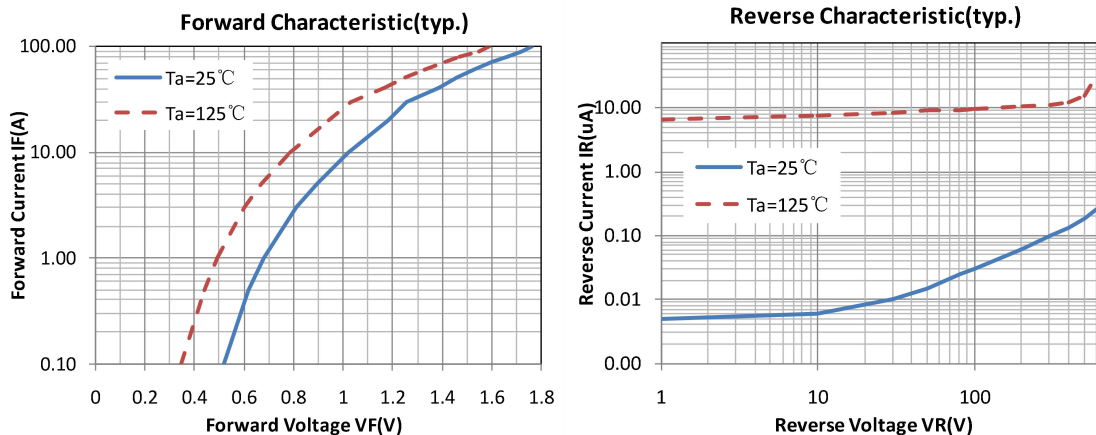 Forward Characteristic(typ.)
100.00
10.00
1.00
0.10
Forward Current IF(A)
Ta=25℃
Ta=125℃
0 0.2 0.4 0.6 0.8 1 1.2 1.4 1.6 1.8
Forward Voltage VF(V)
Reverse Characteristic(typ.)
10.00
1.00
0.10
0.01
0.00
Reverse Current IR(uA)
Ta=25℃
Ta=125℃
1 10 100
Reverse Voltage VR(V)